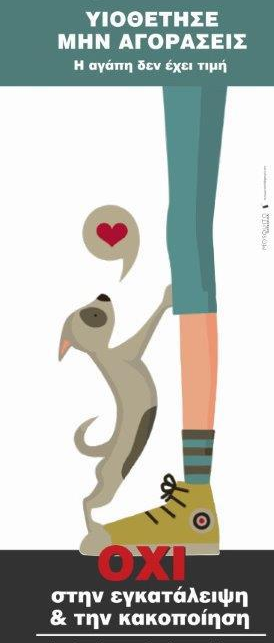 ΥΙΟΘΕΤΗΣΕ
ΜΗΝ ΑΓΟΡΑΣΕΙΣ
Η αγάπη δεν έχει τιμή
ΟΧΙ
στην εγκατάλειψη
& την κακοποίηση